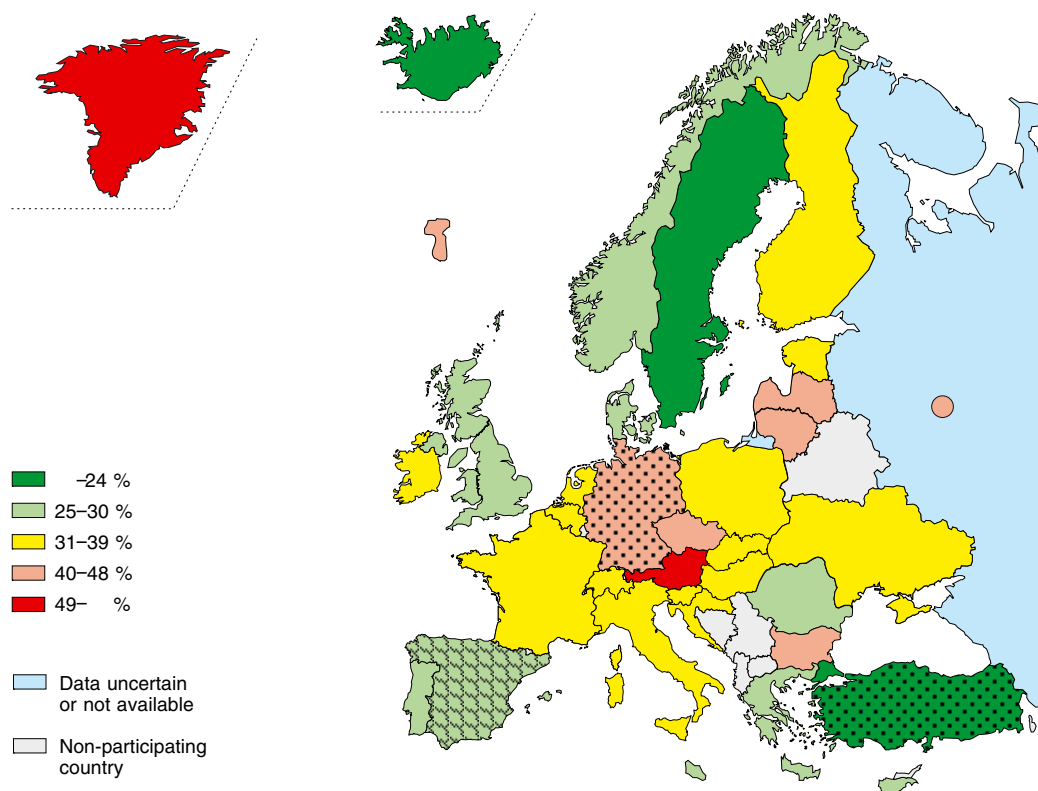 –24 %
25–30 %
31–39 %
40–48 %
49– %
Data uncertain
or not available
Non-participating
country